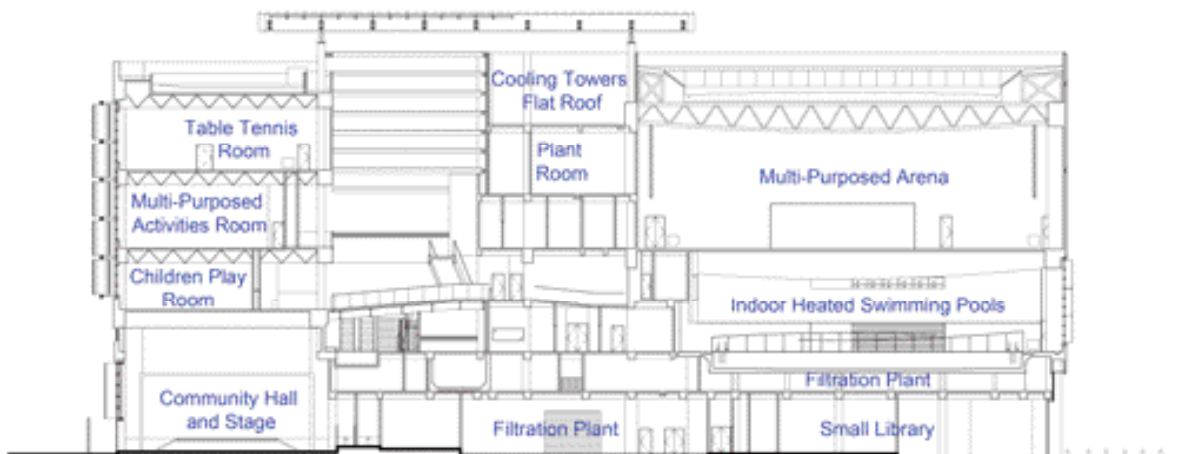 Cooling Towers
Flat Roof
Table Tennis
Room
Plant
Room
Multi-Purposed Arena
Multi-Purposed
Activities Room
Children Play
Room
Indoor Heated Swimming Pools
Filtration Plant
Community Hall
and Stage
Filtration Plant
Small Library